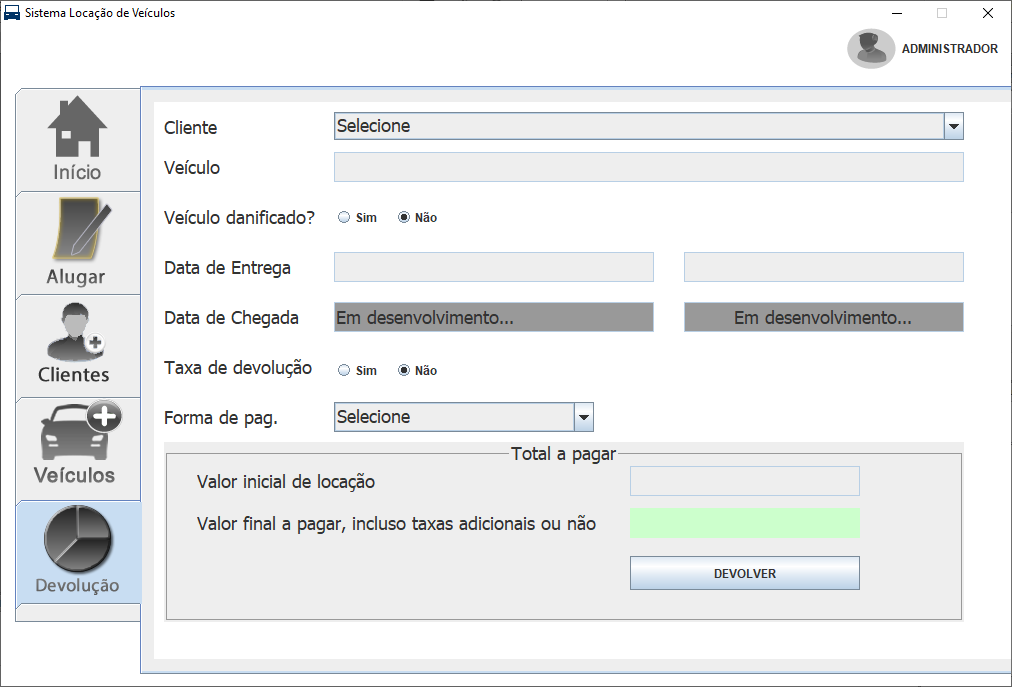 Sistema Locação de Veículos
ADMINISTRADOR
Início
Alugar
Clientes
Veículos
Devolução
Cliente Selecione
Veículo
Veículo danificado? Sim Não
Data de Entrega
Data de Chegada Em desenvolvimento... Em desenvolvimento...
Taxa de devolução Sim Não
Forma de pag. Selecione
Total a pagar
Valor inicial de locação
Valor final a pagar, incluso taxas adicionais ou não
DEVOLVER